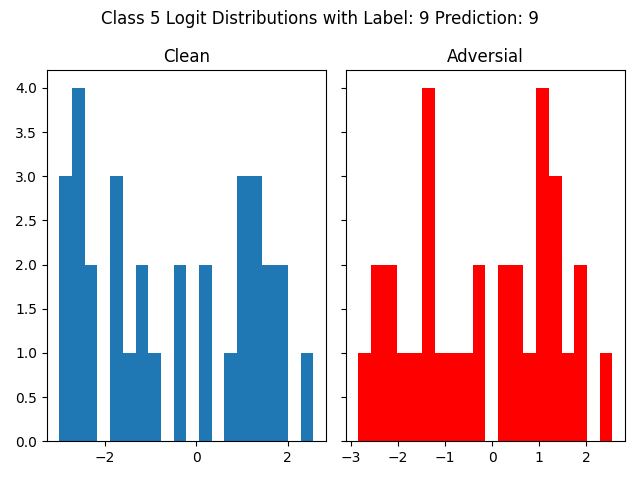 Class 5 Logit Distributions with Label: 9 Prediction: 9
Clean
Adversial
4.0
3.5
3.0
2.5
2.0
1.5
1.0
0.5
0.0
−2 0 2
−3 −2 −1 0 1 2